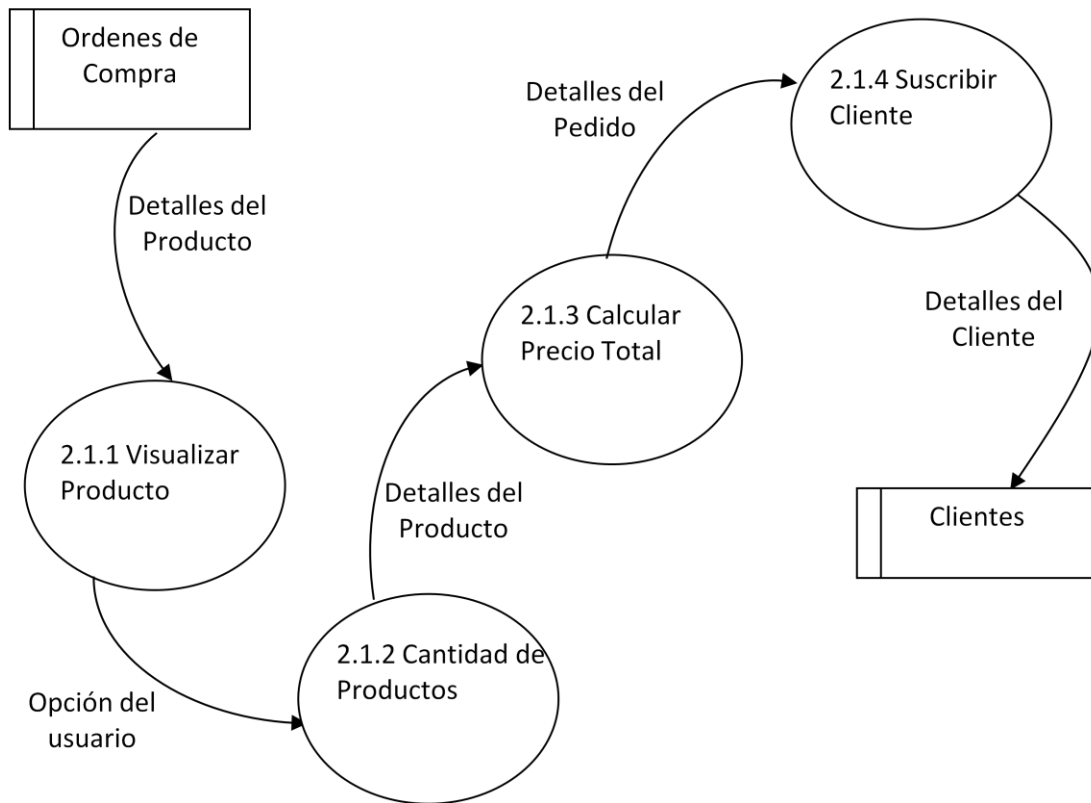 Ordenes de
Compra
Detalles del
Producto
2.1.1 Visualizar
Producto
Opción del
usuario
2.1.2 Cantidad de
Productos
Detalles del
Producto
2.1.3 Calcular
Precio Total
Detalles del
Pedido
2.1.4 Suscribir
Cliente
Detalles del
Cliente
Clientes